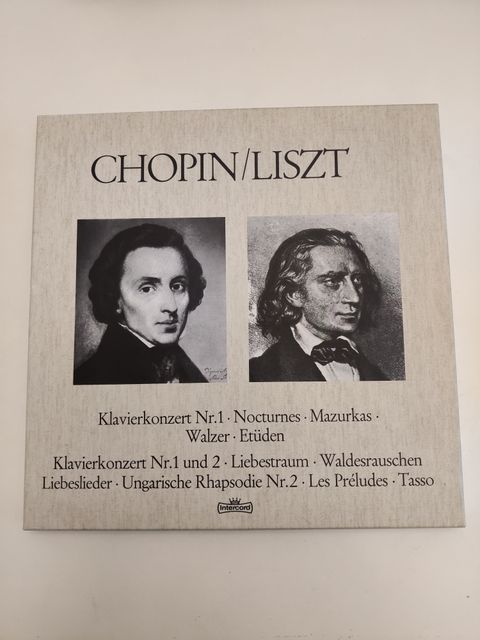 CHOPIN/LISZT
Klavierkonzert Nr.1 · Nocturnes · Mazurkas ·
Walzer · Etüden
Klavierkonzert Nr.1 und 2 · Liebestraum · Waldesrauschen
Liebeslieder · Ungarische Rhapsodie Nr.2 · Les Préludes · Tasso
Intercord